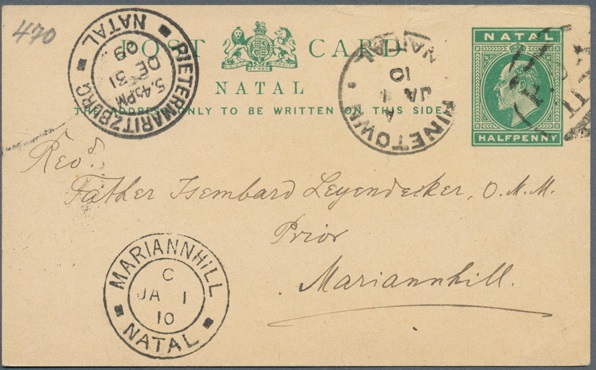 470
POST CARD
NATAL
THE ADDRESS ONLY TO BE WRITTEN ON THIS SIDE
NATAL
HALFPENNY
PIETERMARITZBURG
5.45PM
DE 31
09
NATAL
PINETOWN
A
JA 1
10
NATAL
Revd.
Father Isembard Leyendecker, O.M.M.
Prior
Mariannhill.
MARIANNHILL
C
JA 1
10
NATAL